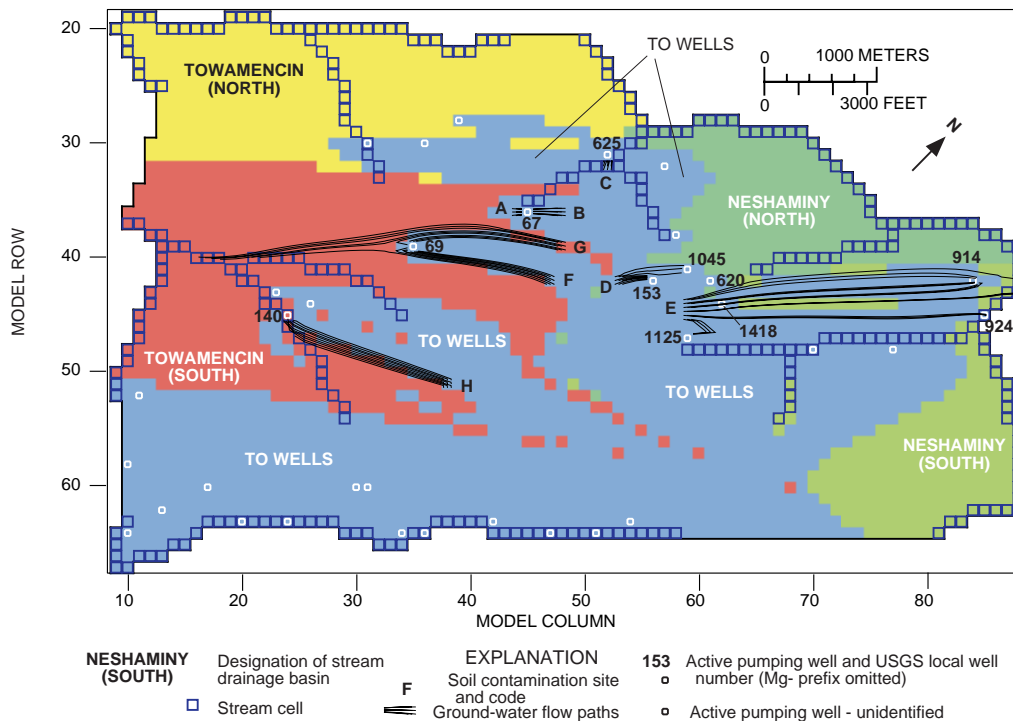 TO WELLS
TOWAMENCIN
(NORTH)
0 1000 METERS
0 3000 FEET
N
20
30
40
50
60
MODEL ROW
625
C
A
67
B
NESHAMINY
(NORTH)
G
69
F
D
153
1045
620
914
E
1418
1125
924
140
TO WELLS
TOWAMENCIN
(SOUTH)
H
TO WELLS
TO WELLS
NESHAMINY
(SOUTH)
10 20 30 40 50 60 70 80
MODEL COLUMN
EXPLANATION
NESHAMINY
(SOUTH)
Designation of stream
drainage basin
Stream cell
F
Soil contamination site
and code
Ground-water flow paths
153
Active pumping well and USGS local well
number (Mg- prefix omitted)
Active pumping well - unidentified